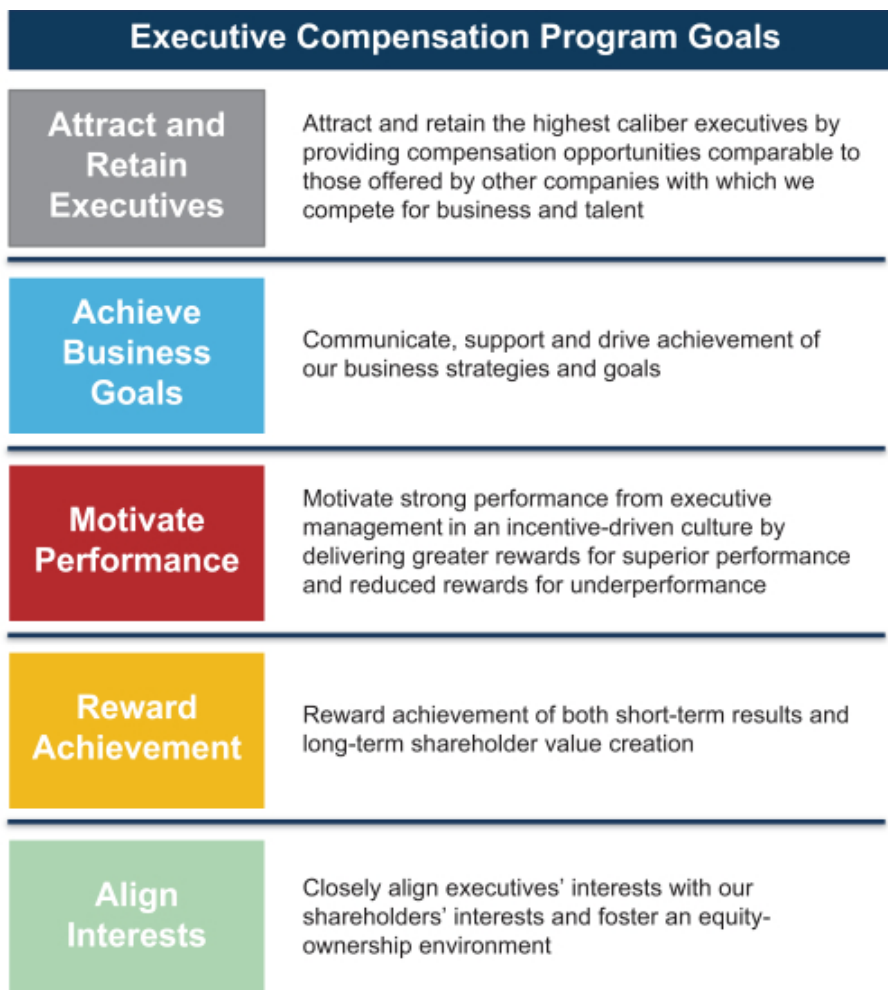 Executive Compensation Program Goals
Attract and
Retain
Executives
Attract and retain the highest caliber executives by
providing compensation opportunities comparable to
those offered by other companies with which we
compete for business and talent
Achieve
Business
Goals
Communicate, support and drive achievement of
our business strategies and goals
Motivate
Performance
Motivate strong performance from executive
management in an incentive-driven culture by
delivering greater rewards for superior performance
and reduced rewards for underperformance
Reward
Achievement
Reward achievement of both short-term results and
long-term shareholder value creation
Align
Interests
Closely align executives’ interests with our
shareholders’ interests and foster an equity-
ownership environment